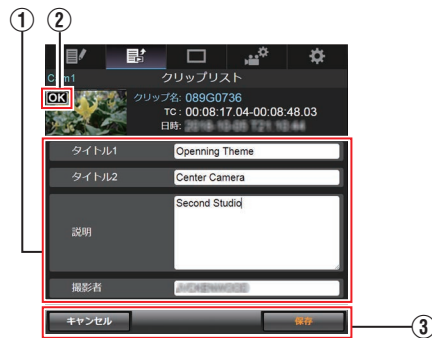 ① ②
Cam1 クリップリスト
OK
クリップ名: 089G0736
TC: 00:08:17.04-00:08:48.03
日時:
タイトル1 Openning Theme
タイトル2 Center Camera
説明 Second Studio
撮影者
キャンセル 保存
③